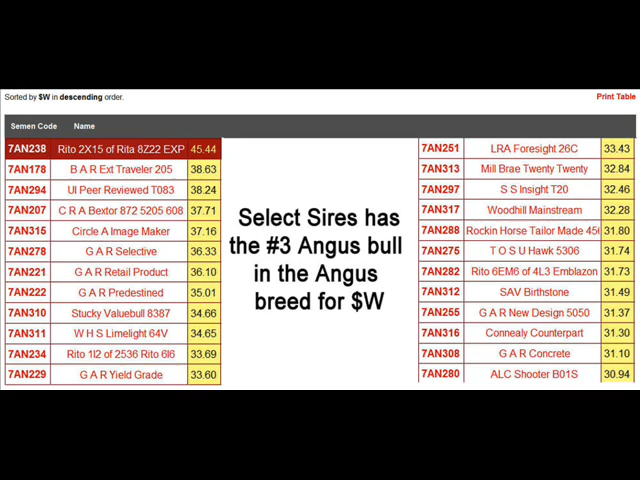 Sorted by $W in descending order.
Print Table
Semen Code Name
7AN238 Rito 2X15 of Rita 8Z22 EXP 45.44
7AN178 B A R Ext Traveler 205 38.63
7AN294 UI Peer Reviewed T083 38.24
7AN207 C R A Bextor 872 5205 608 37.71
7AN315 Circle A Image Maker 37.16
7AN278 G A R Selective 36.33
7AN221 G A R Retail Product 36.10
7AN222 G A R Predestined 35.01
7AN310 Stucky Valuebull 8387 34.66
7AN311 W H S Limelight 64V 34.65
7AN234 Rito 1I2 of 2536 Rito 6I6 33.69
7AN229 G A R Yield Grade 33.60
Select Sires has
the #3 Angus bull
in the Angus
breed for $W
7AN251 LRA Foresight 26C 33.43
7AN313 Mill Brae Twenty Twenty 32.84
7AN297 S S Insight T20 32.46
7AN317 Woodhill Mainstream 32.28
7AN288 Rockin Horse Tailor Made 456 31.80
7AN275 T O S U Hawk 5306 31.74
7AN282 Rito 6EM6 of 4L3 Emblazon 31.73
7AN312 SAV Birthstone 31.49
7AN255 G A R New Design 5050 31.37
7AN316 Connealy Counterpart 31.30
7AN308 G A R Concrete 31.10
7AN280 ALC Shooter B01S 30.94